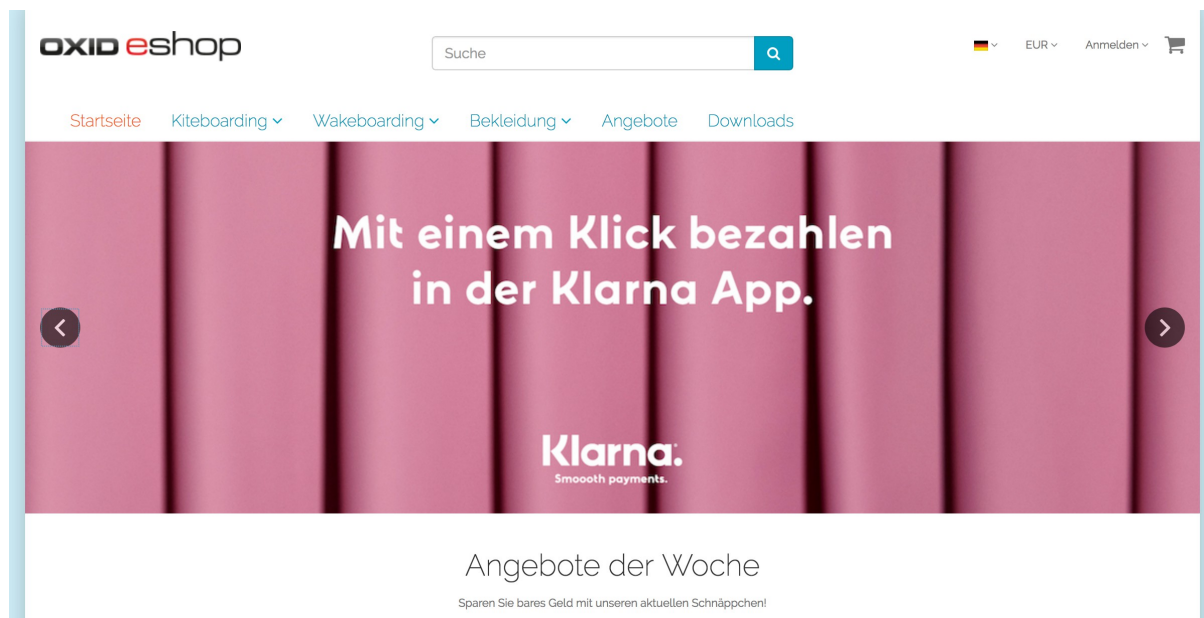 OXID eshop
Suche
EUR
Anmelden
Startseite Kiteboarding Wakeboarding Bekleidung Angebote Downloads
Mit einem Klick bezahlen
in der Klarna App.
Klarna.
Smoooth payments.
Angebote der Woche
Sparen Sie bares Geld mit unseren aktuellen Schnäppchen!